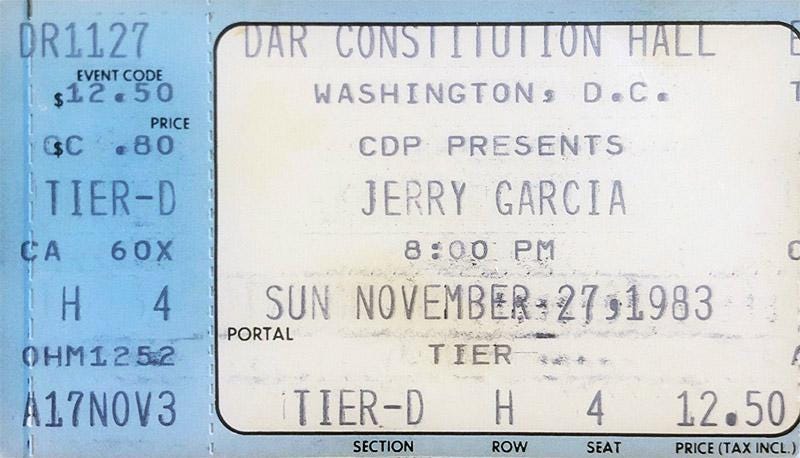 DR1127
EVENT CODE
$12.50
PRICE
$C .80
TIER-D
CA 60X
H 4
OHM1252
A17NOV3
DAR CONSTITUTION HALL
WASHINGTON, D.C.
CDP PRESENTS
JERRY GARCIA
8:00 PM
SUN NOVEMBER 27,1983
PORTAL
TIER
TIER-D H 4 12.50
SECTION ROW SEAT PRICE (TAX INCL.)